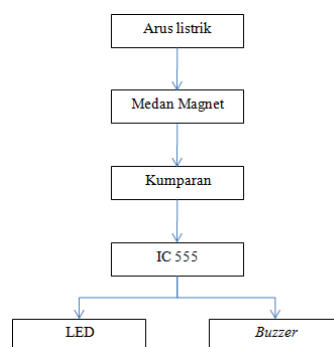 Arus listrik
Medan Magnet
Kumparan
IC 555
LED
Buzzer